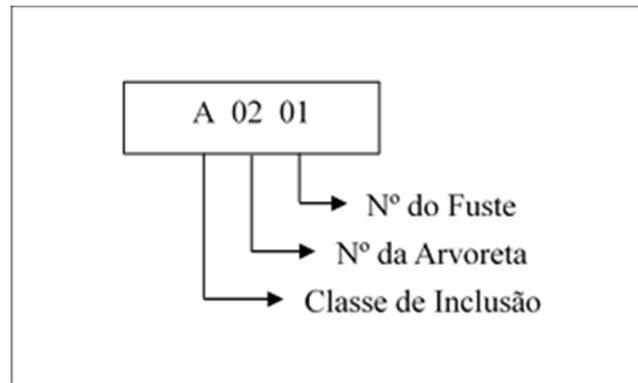 A 02 01
Nº do Fuste
Nº da Arvoreta
Classe de Inclusão